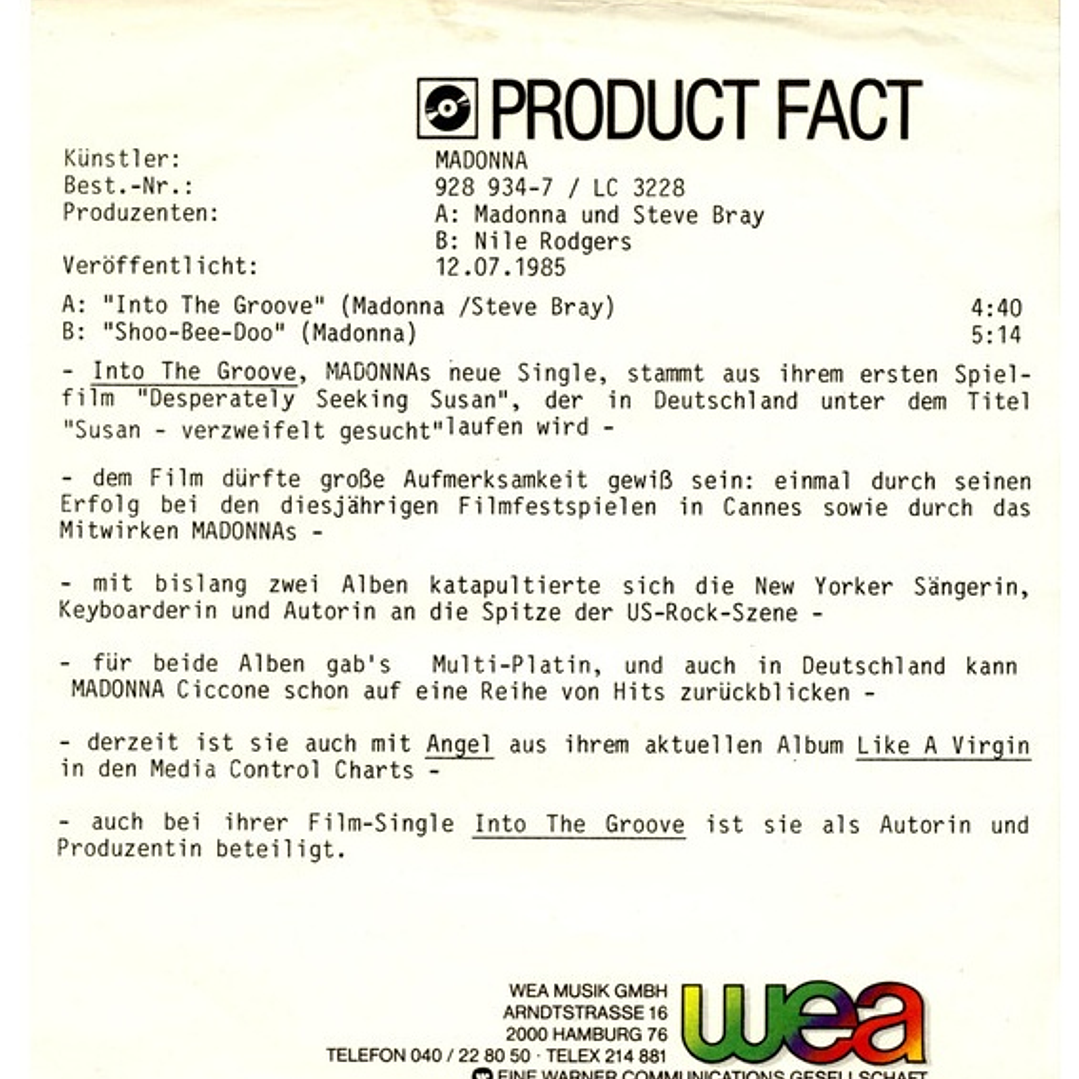 PRODUCT FACT
Künstler: MADONNA
Best.-Nr.: 928 934-7 / LC 3228
Produzenten: A: Madonna und Steve Bray
B: Nile Rodgers
Veröffentlicht: 12.07.1985
A: "Into The Groove" (Madonna /Steve Bray) 4:40
B: "Shoo-Bee-Doo" (Madonna) 5:14
- Into The Groove, MADONNAs neue Single, stammt aus ihrem ersten Spiel-
film "Desperately Seeking Susan", der in Deutschland unter dem Titel
"Susan - verzweifelt gesucht" laufen wird -
- dem Film dürfte große Aufmerksamkeit gewiß sein: einmal durch seinen
Erfolg bei den diesjährigen Filmfestspielen in Cannes sowie durch das
Mitwirken MADONNAs -
- mit bislang zwei Alben katapultierte sich die New Yorker Sängerin,
Keyboarderin und Autorin an die Spitze der US-Rock-Szene -
- für beide Alben gab's Multi-Platin, und auch in Deutschland kann
MADONNA Ciccone schon auf eine Reihe von Hits zurückblicken -
- derzeit ist sie auch mit Angel aus ihrem aktuellen Album Like A Virgin
in den Media Control Charts -
- auch bei ihrer Film-Single Into The Groove ist sie als Autorin und
Produzentin beteiligt.
WEA MUSIK GMBH
ARNDTSTRASSE 16
2000 HAMBURG 76
TELEFON 040 / 22 80 50 · TELEX 214 881
wea
EINE WARNER COMMUNICATIONS GESELLSCHAFT